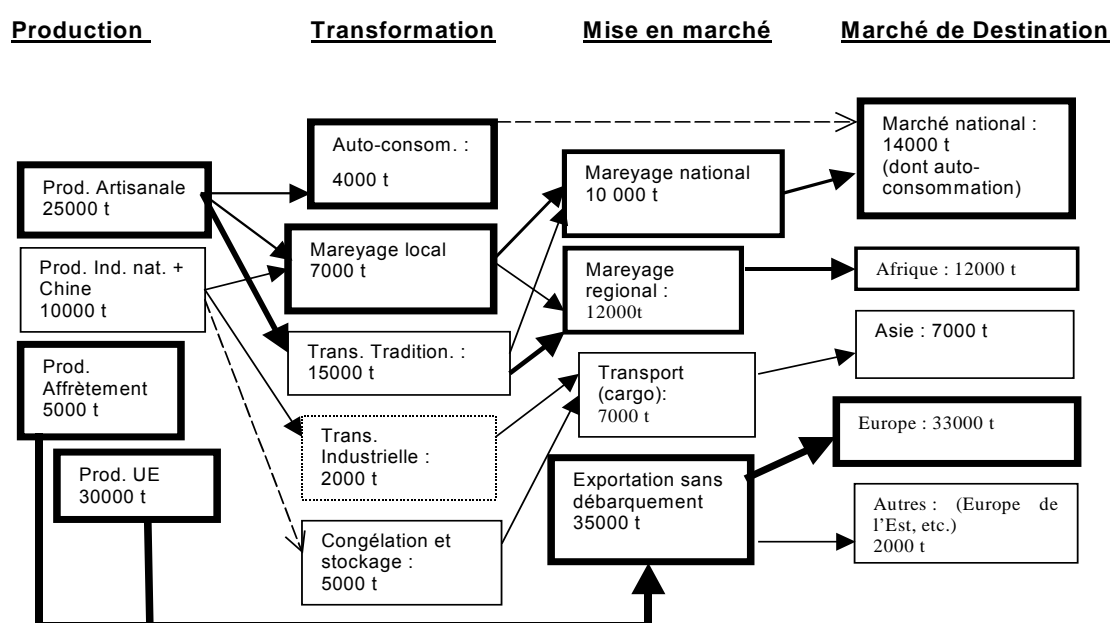 Production
Transformation
Mise en marché
Marché de Destination
Prod. Artisanale
25000 t
Prod. Ind. nat. +
Chine
10000 t
Prod.
Affrètement
5000 t
Prod. UE
30000 t
Auto-consom. :
4000 t
Mareyage local
7000 t
Trans. Tradition. :
15000 t
Trans.
Industrielle :
2000 t
Congélation et
stockage :
5000 t
Mareyage national
10 000 t
Mareyage
regional :
12000t
Transport
(cargo):
7000 t
Exportation sans
débarquement
35000 t
Marché national :
14000 t
(dont auto-
consommation)
Afrique : 12000 t
Asie : 7000 t
Europe : 33000 t
Autres : (Europe de
l'Est, etc.)
2000 t